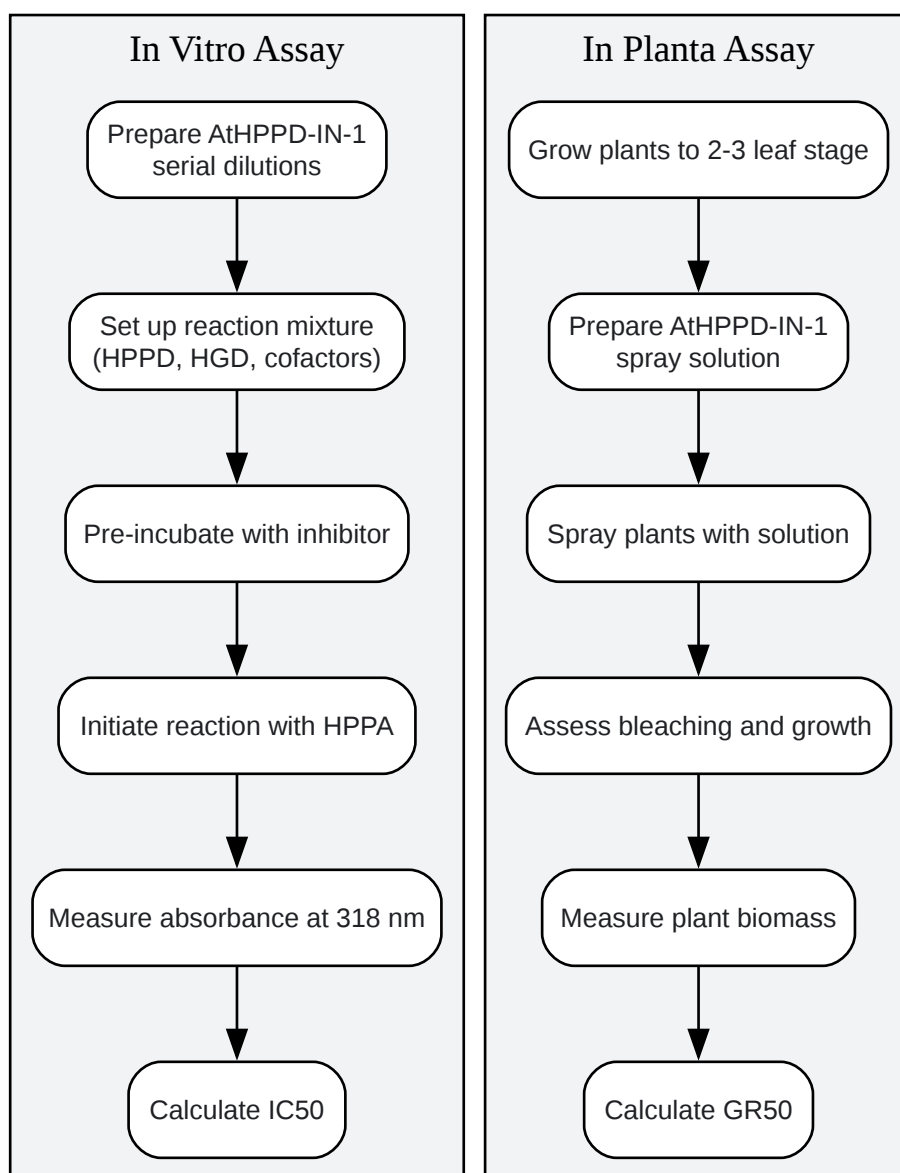 In Vitro Assay
Prepare AtHPPD-IN-1
serial dilutions
Set up reaction mixture
(HPPD, HGD, cofactors)
Pre-incubate with inhibitor
Initiate reaction with HPPA
Measure absorbance at 318 nm
Calculate IC50
In Planta Assay
Grow plants to 2-3 leaf stage
Prepare AtHPPD-IN-1
spray solution
Spray plants with solution
Assess bleaching and growth
Measure plant biomass
Calculate GR50